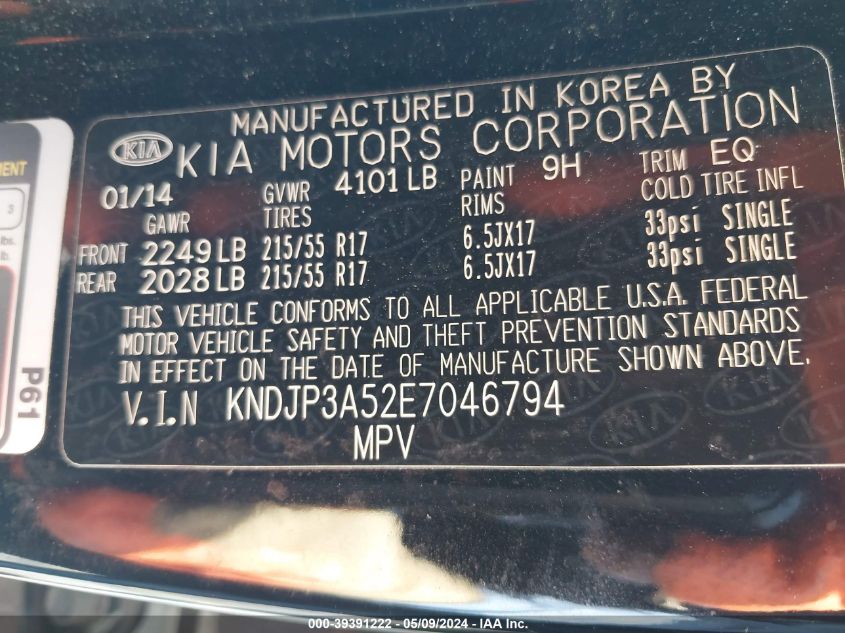 MANUFACTURED IN KOREA BY
KIA KIA MOTORS CORPORATION
01/14 GVWR 4101 LB PAINT 9H TRIM EQ
GAWR TIRES RIMS COLD TIRE INFL
FRONT 2249 LB 215/55 R17 6.5JX17 33psi SINGLE
REAR 2028 LB 215/55 R17 6.5JX17 33psi SINGLE
THIS VEHICLE CONFORMS TO ALL APPLICABLE U.S.A. FEDERAL
MOTOR VEHICLE SAFETY AND THEFT PREVENTION STANDARDS
IN EFFECT ON THE DATE OF MANUFACTURE SHOWN ABOVE.
V.I.N KNDJP3A52E7046794
MPV
P61
000-39391222 - 05/09/2024 - IAA Inc.